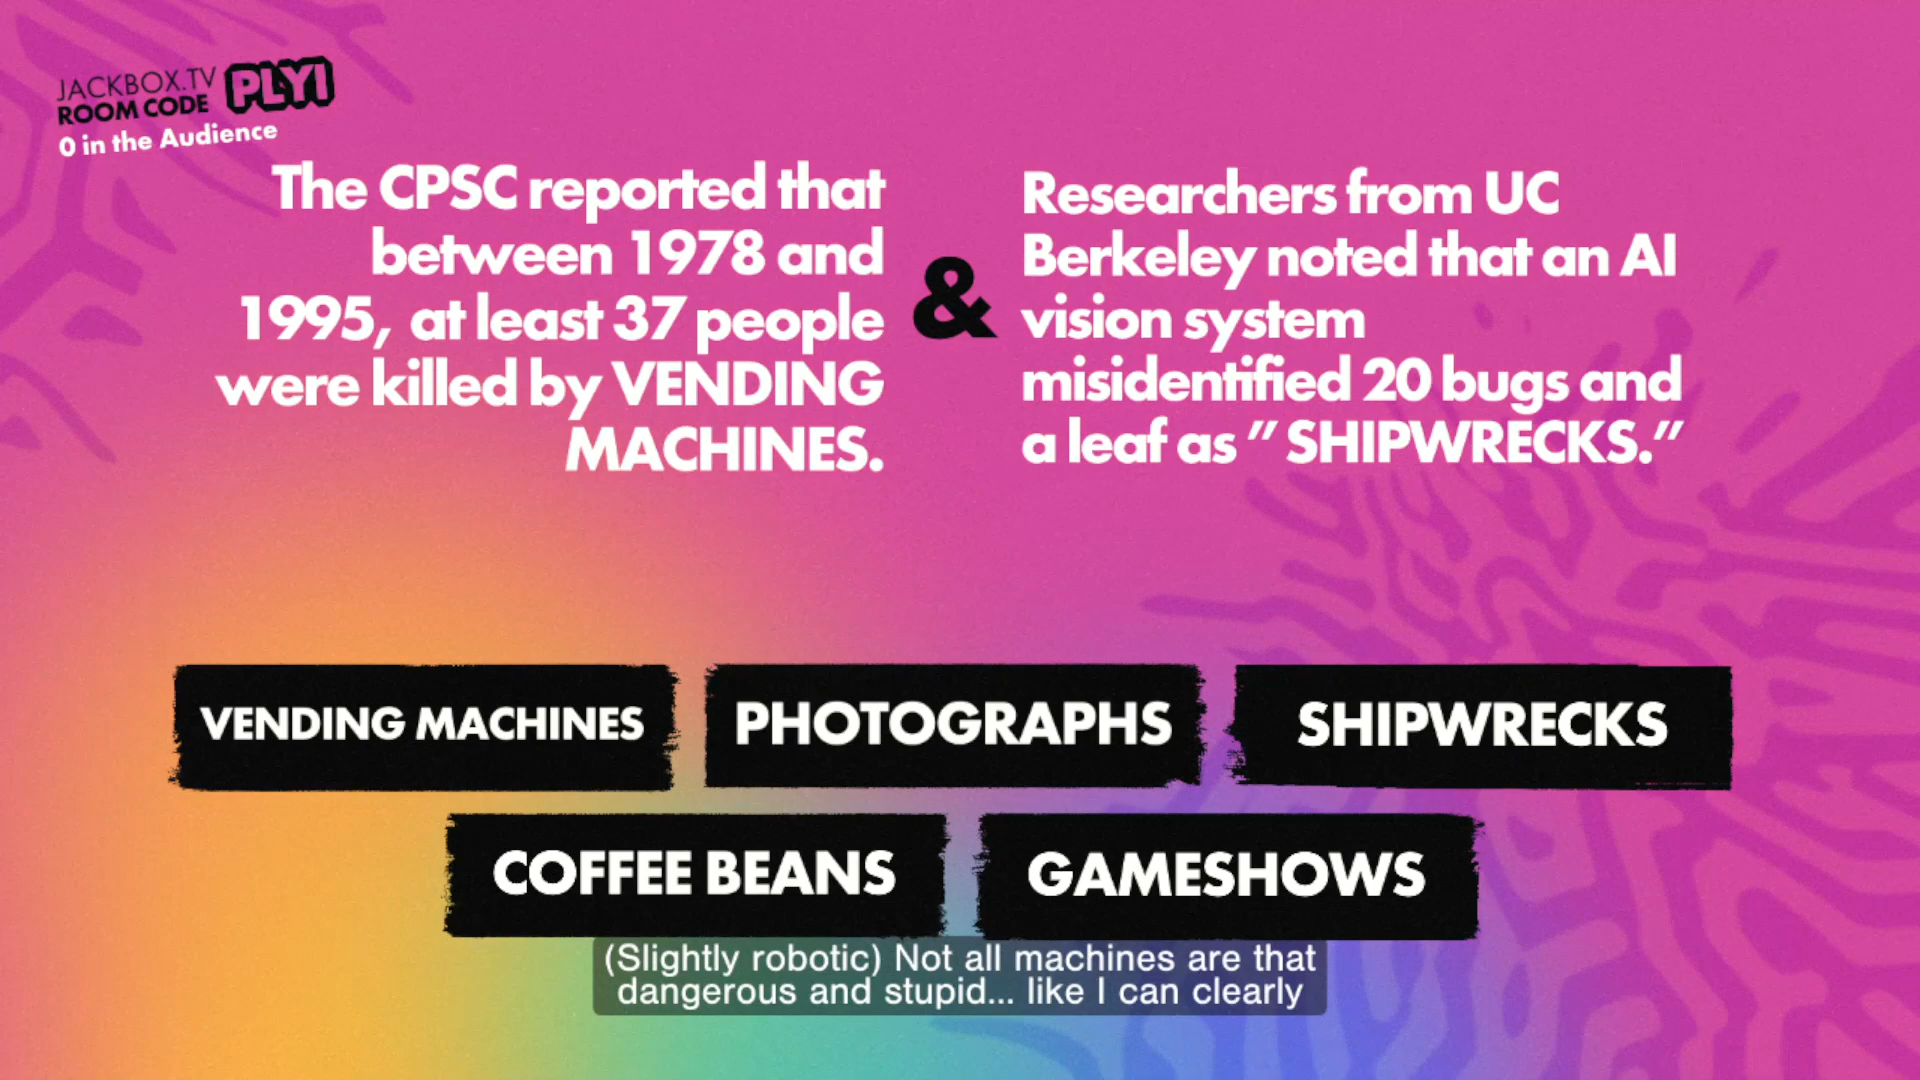 JACKBOX.TV
ROOM CODE PLYI
0 in the Audience
The CPSC reported that
between 1978 and
1995, at least 37 people
were killed by VENDING
MACHINES.
&
Researchers from UC
Berkeley noted that an AI
vision system
misidentified 20 bugs and
a leaf as " SHIPWRECKS."
VENDING MACHINES
PHOTOGRAPHS
SHIPWRECKS
COFFEE BEANS
GAMESHOWS
(Slightly robotic) Not all machines are that
dangerous and stupid... like I can clearly